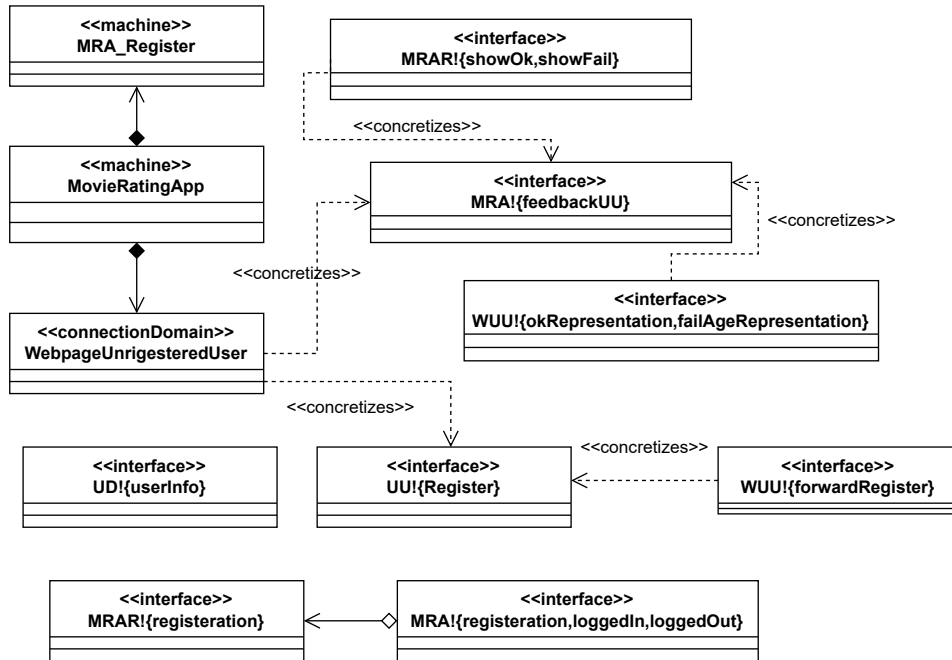 <<machine>>
MRA_Register
<<interface>>
MRAR!{showOk,showFail}
<<concretizes>>
<<machine>>
MovieRatingApp
<<interface>>
MRA!{feedbackUU}
<<concretizes>>
<<concretizes>>
<<interface>>
WUU!{okRepresentation,failAgeRepresentation}
<<connectionDomain>>
WebpageUnrigesteredUser
<<concretizes>>
<<interface>>
UD!{userInfo}
<<interface>>
UU!{Register}
<<concretizes>>
<<interface>>
WUU!{forwardRegister}
<<interface>>
MRAR!{registeration}
<<interface>>
MRA!{registeration,loggedIn,loggedOut}